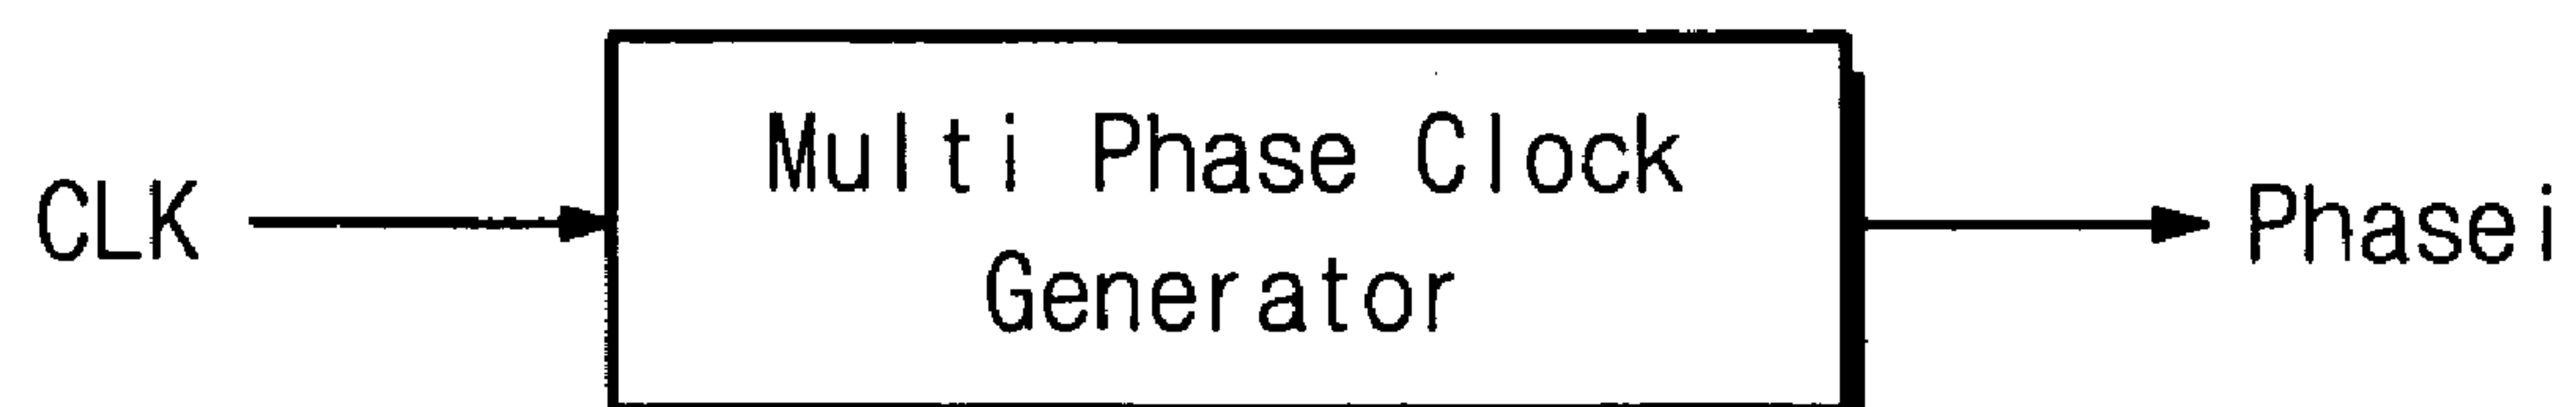 CLK
Multi Phase Clock
Generator
Phasei